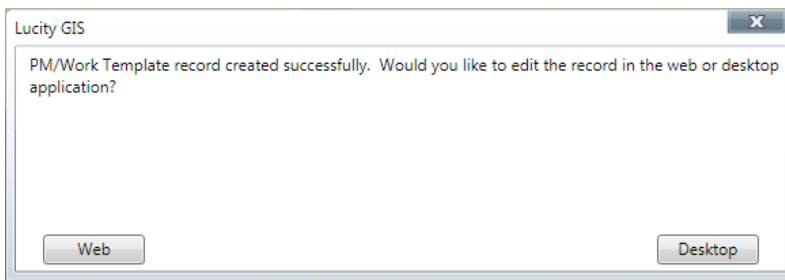 Lucity GIS
X
PM/Work Template record created successfully.  Would you like to edit the record in the web or desktop
application?
Web
Desktop